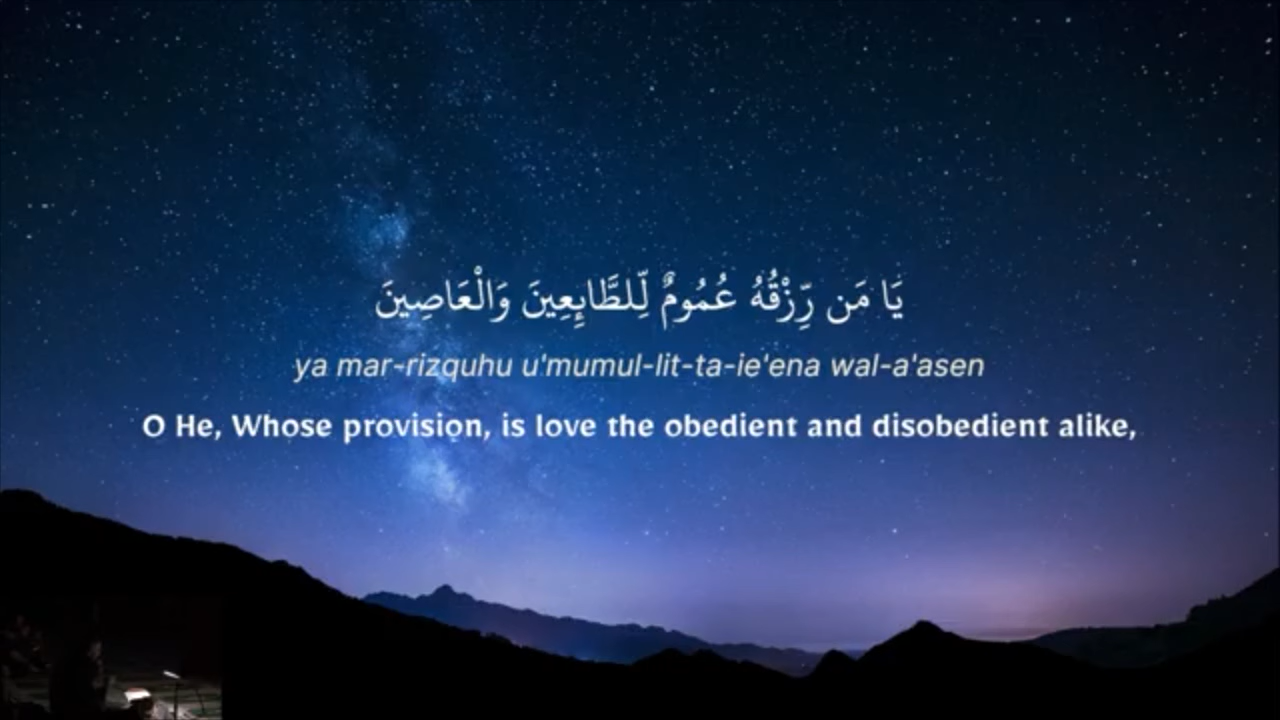 يَا مَن رِّزْقُهُ عُمُومٌ لِّلطَّايِعِينَ وَالْعَاصِينَ
ya mar-rizquhu u'mumul-lit-ta-ie'ena wal-a'asen
O He, Whose provision, is love the obedient and disobedient alike,